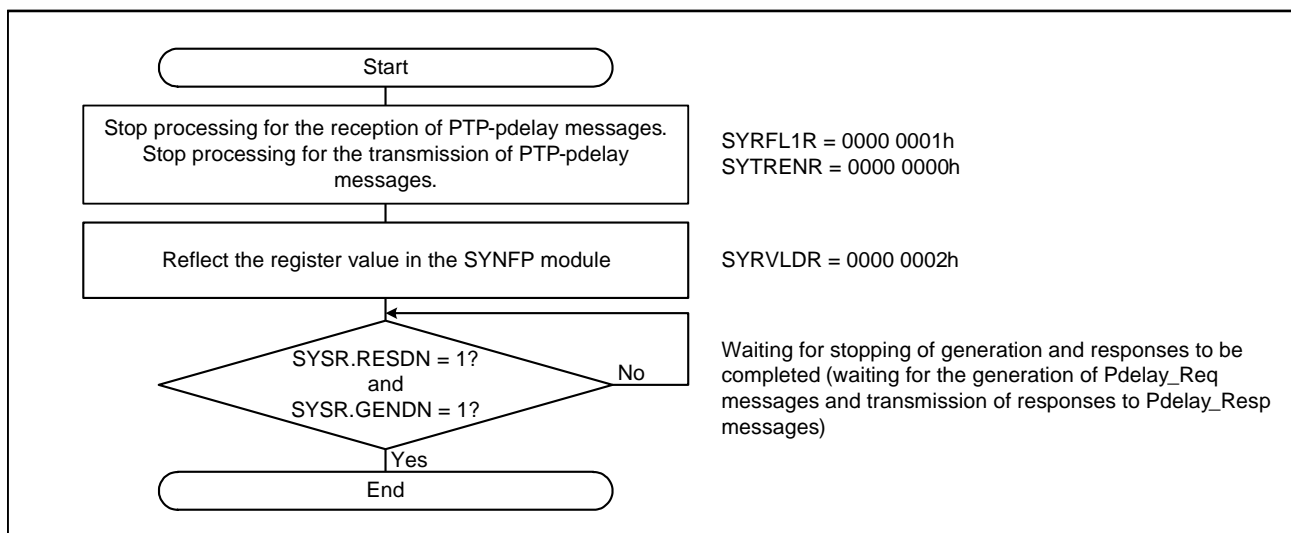 Start
Stop processing for the reception of PTP-pdelay messages.
Stop processing for the transmission of PTP-pdelay
messages.
SYRFL1R = 0000 0001h
SYTRENR = 0000 0000h
Reflect the register value in the SYNFP module
SYRVLDR = 0000 0002h
SYSR.RESDN = 1?
and
SYSR.GENDN = 1?
No
Waiting for stopping of generation and responses to be
completed (waiting for the generation of Pdelay_Req
messages and transmission of responses to Pdelay_Resp
messages)
Yes
End